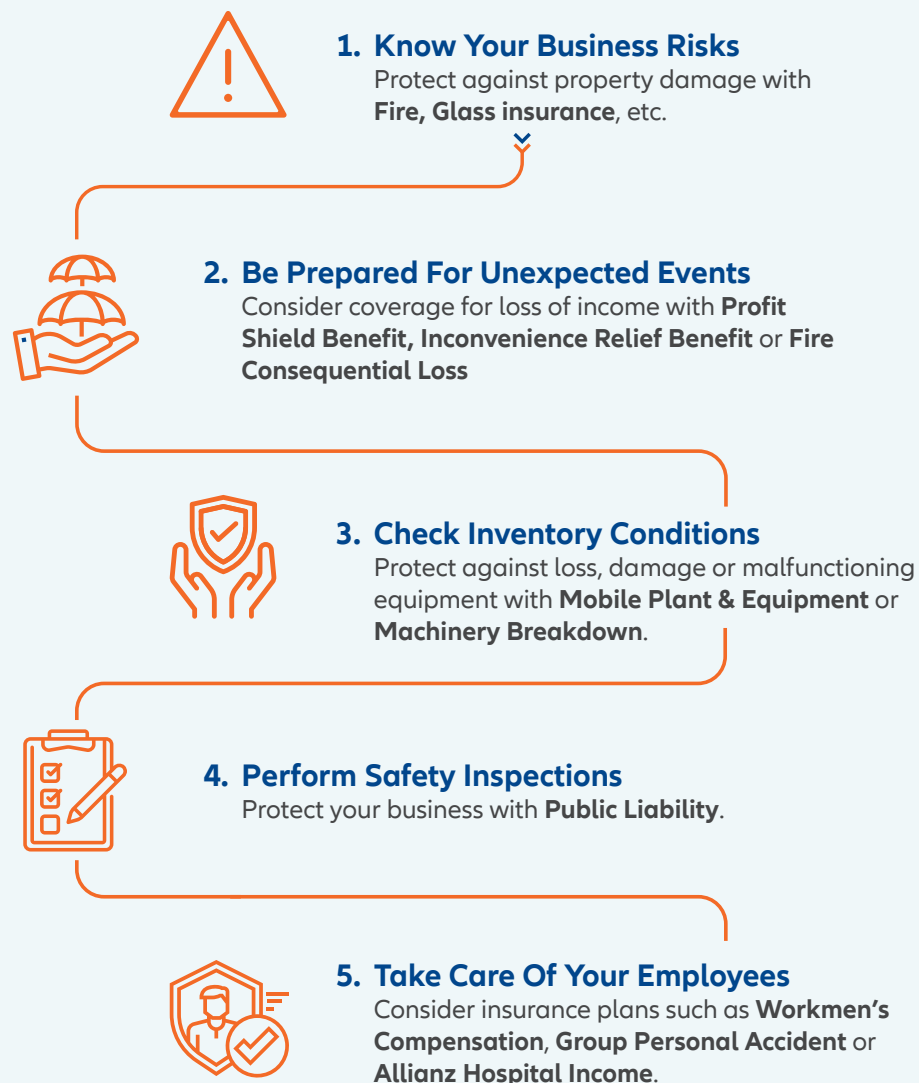 1. Know Your Business Risks
Protect against property damage with
Fire, Glass insurance, etc.
2. Be Prepared For Unexpected Events
Consider coverage for loss of income with Profit
Shield Benefit, Inconvenience Relief Benefit or Fire
Consequential Loss
3. Check Inventory Conditions
Protect against loss, damage or malfunctioning
equipment with Mobile Plant & Equipment or
Machinery Breakdown.
4. Perform Safety Inspections
Protect your business with Public Liability.
5. Take Care Of Your Employees
Consider insurance plans such as Workmen's
Compensation, Group Personal Accident or
Allianz Hospital Income.